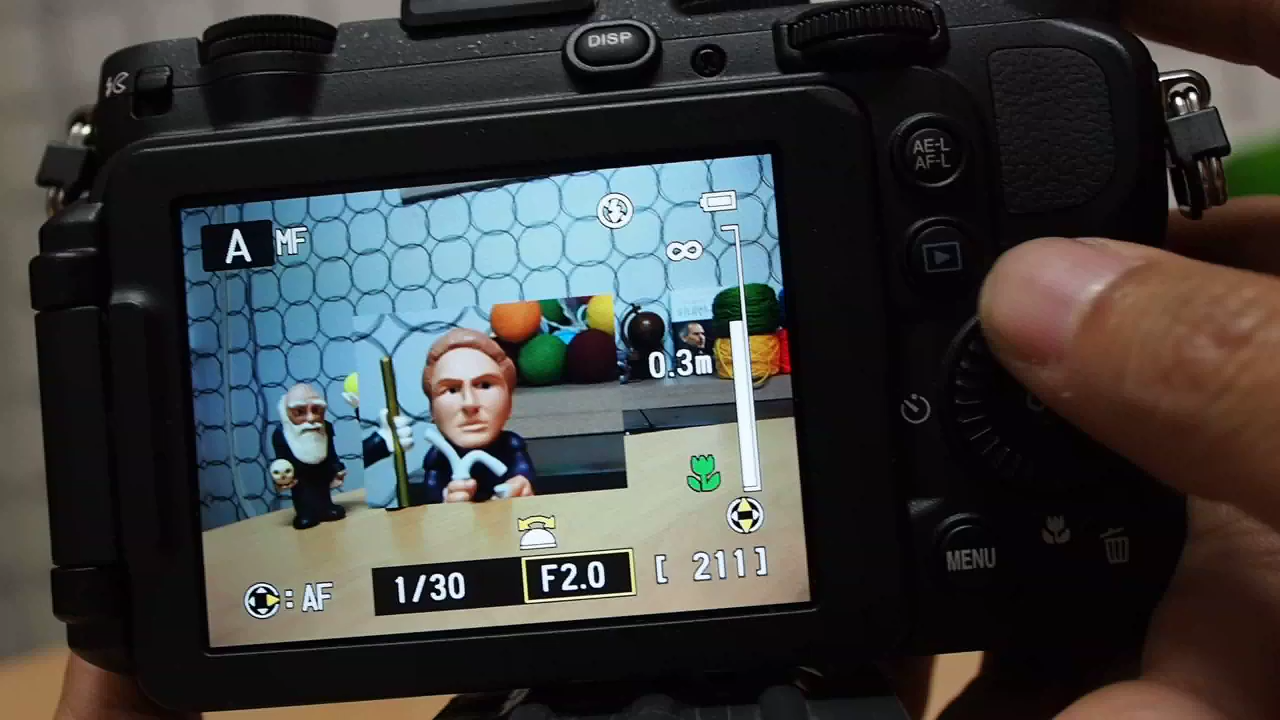 DISP
AE-L
AF-L
A MF
∞
0.3m
: AF
1/30
F2.0
[ 211]
MENU